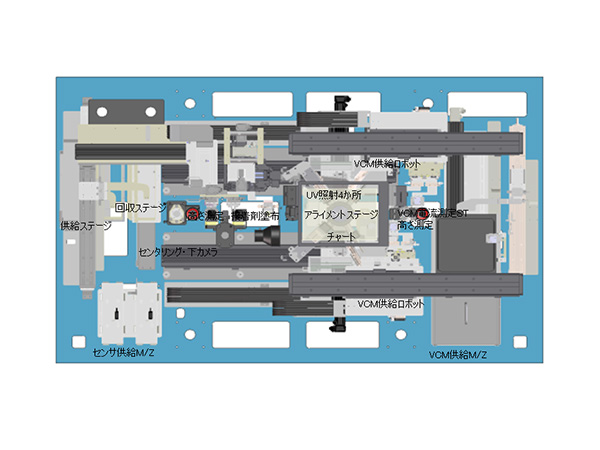 VCM供給ロボット
UV照射4か所
回収ステージ
高さ測定
接着剤塗布
アライメントステージ
VCM電流測定ST
高さ測定
供給ステージ
チャート
センタリング・下カメラ
VCM供給ロボット
センサ供給M/Z
VCM供給M/Z